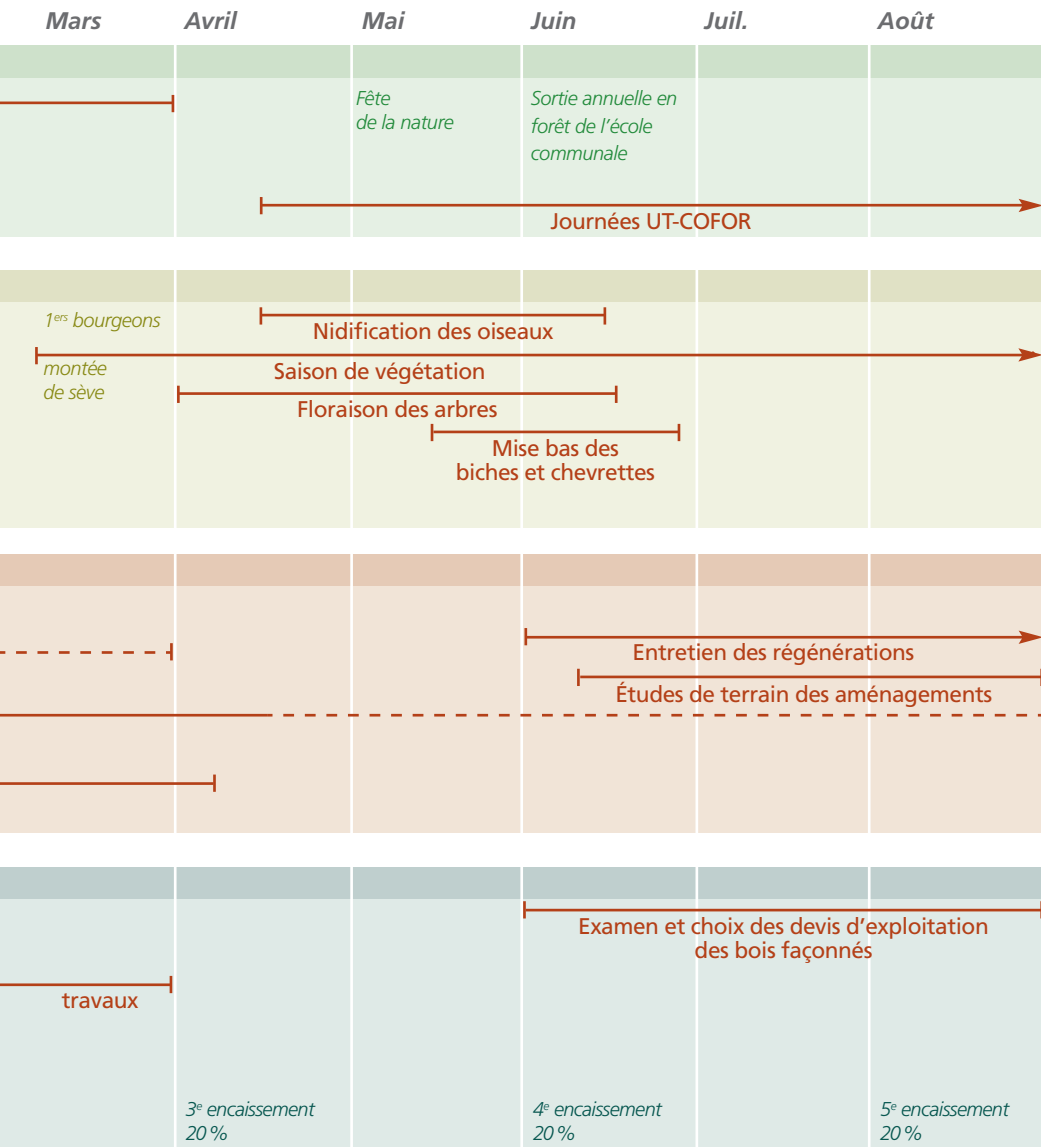 Mars Avril Mai Juin Juil. Août
Fête
de la nature
Sortie annuelle en
forêt de l'école
communale
Journées UT-COFOR
1ers bourgeons
Nidification des oiseaux
montée
de sève
Saison de végétation
Floraison des arbres
Mise bas des
biches et chevrettes
Entretien des régénérations
Études de terrain des aménagements
Examen et choix des devis d'exploitation
des bois façonnés
travaux
3e encaissement
20 %
4e encaissement
20 %
5e encaissement
20 %